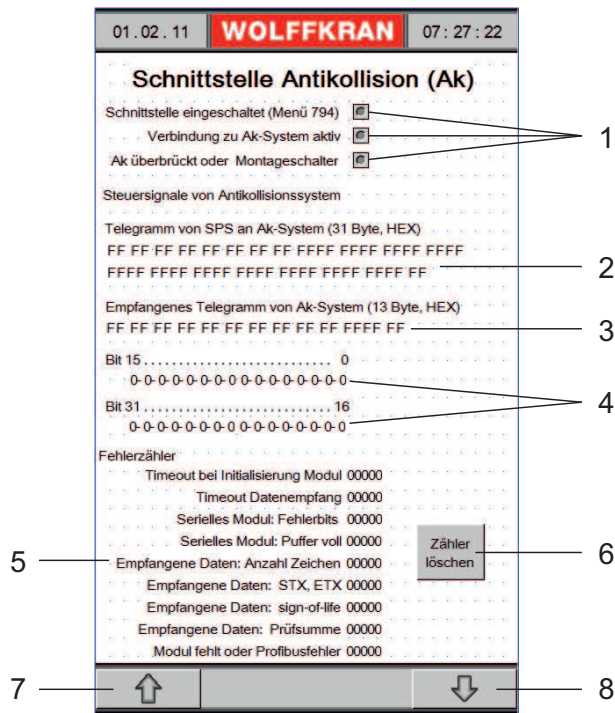 01.02.11 WOLFFKRAN 07:27:22
Schnittstelle Antikollision (Ak)
Schnittstelle eingeschaltet (Menü 794)
Verbindung zu Ak-System aktiv
1
Ak überbrückt oder Montageschalter
Steuersignale von Antikollisionssystem
Telegramm von SPS an Ak-System (31 Byte, HEX)
FF FF FF FF FF FF FF FF FFFF FFFF FFFF FFFF
2
FFFF FFFF FFFF FFFF FFFF FFFF FFFF FF
Empfangenes Telegramm von Ak-System (13 Byte, HEX)
FF FF FF FF FF FF FF FF FF FF FFFF FF
3
Bit 15 . . . . . . . . . . . . . . . . . . . . . . . . . . 0
0-0-0-0-0-0-0-0-0-0-0-0-0-0-0-0
4
Bit 31 . . . . . . . . . . . . . . . . . . . . . . . . . . 16
0-0-0-0-0-0-0-0-0-0-0-0-0-0-0-0
Fehlerzähler
Timeout bei Initialisierung Modul 00000
Timeout Datenempfang 00000
Serielles Modul: Fehlerbits 00000
Serielles Modul: Puffer voll 00000
Zähler löschen
6
5
Empfangene Daten: Anzahl Zeichen 00000
Empfangene Daten: STX, ETX 00000
Empfangene Daten: sign-of-life 00000
Empfangene Daten: Prüfsumme 00000
Modul fehlt oder Profibusfehler 00000
7
8